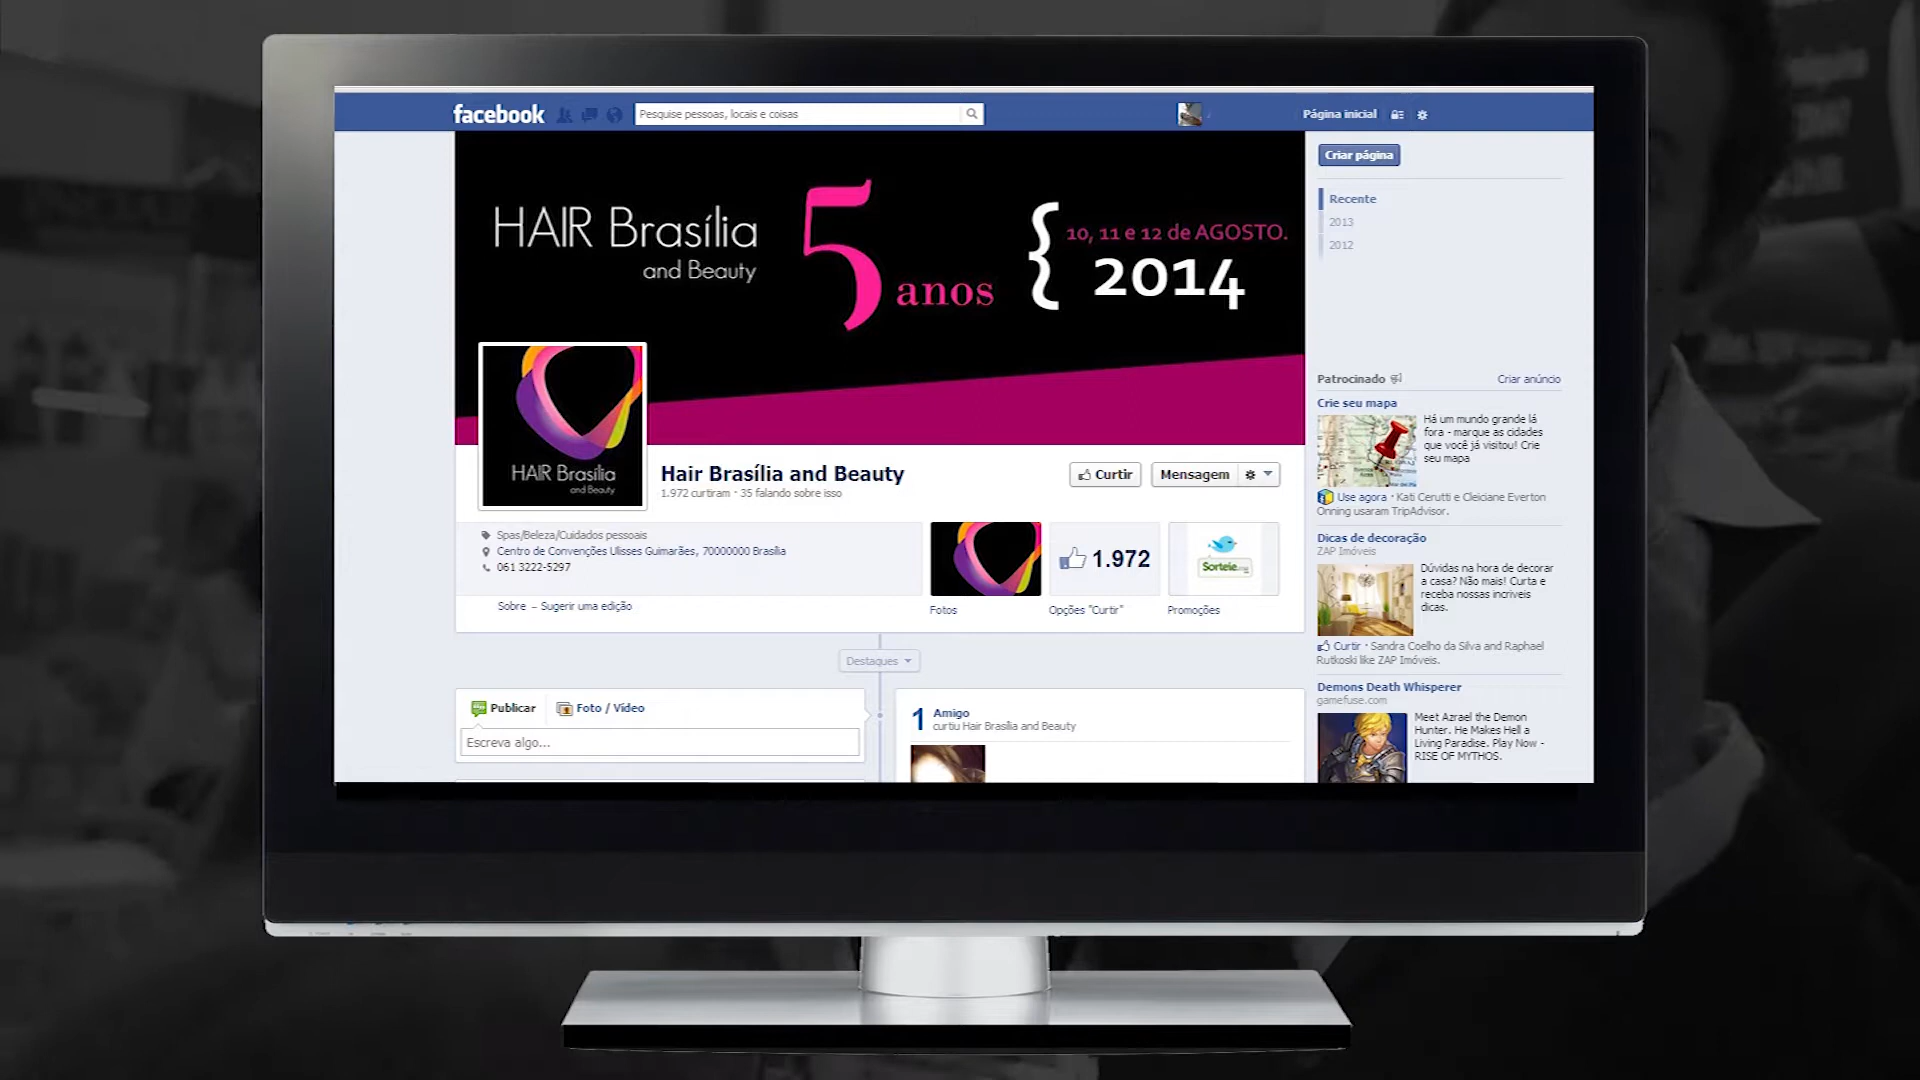 facebook
Pesquise pessoas, locais e coisas
Página inicial
HAIR Brasília
and Beauty
5 anos
10, 11 e 12 de AGOSTO.
2014
HAIR Brasília
and Beauty
Hair Brasília and Beauty
1.972 curtiram · 35 falando sobre isso
Curtir
Mensagem
Spas/Beleza/Cuidados pessoais
Centro de Convenções Ulisses Guimarães, 70000000 Brasília
061 3222-5297
Sobre – Sugerir uma edição
Fotos
1.972
Opções "Curtir"
Sorteie.me
Promoções
Destaques
Publicar
Foto / Vídeo
Escreva algo...
1 Amigo
curtiu Hair Brasília and Beauty
Criar página
Recente
2013
2012
Patrocinado
Criar anúncio
Crie seu mapa
Há um mundo grande lá
fora - marque as cidades
que você já visitou! Crie
seu mapa
Use agora · Kati Cerutti e Cleiciane Everton
Onning usaram TripAdvisor.
Dicas de decoração
ZAP Imóveis
Dúvidas na hora de decorar
a casa? Não mais! Curta e
receba nossas incriveis
dicas.
Curtir · Sandra Coelho da Silva and Raphael
Rutkoski like ZAP Imóveis.
Demons Death Whisperer
gamefuse.com
Meet Azrael the Demon
Hunter. He Makes Hell a
Living Paradise. Play Now -
RISE OF MYTHOS.